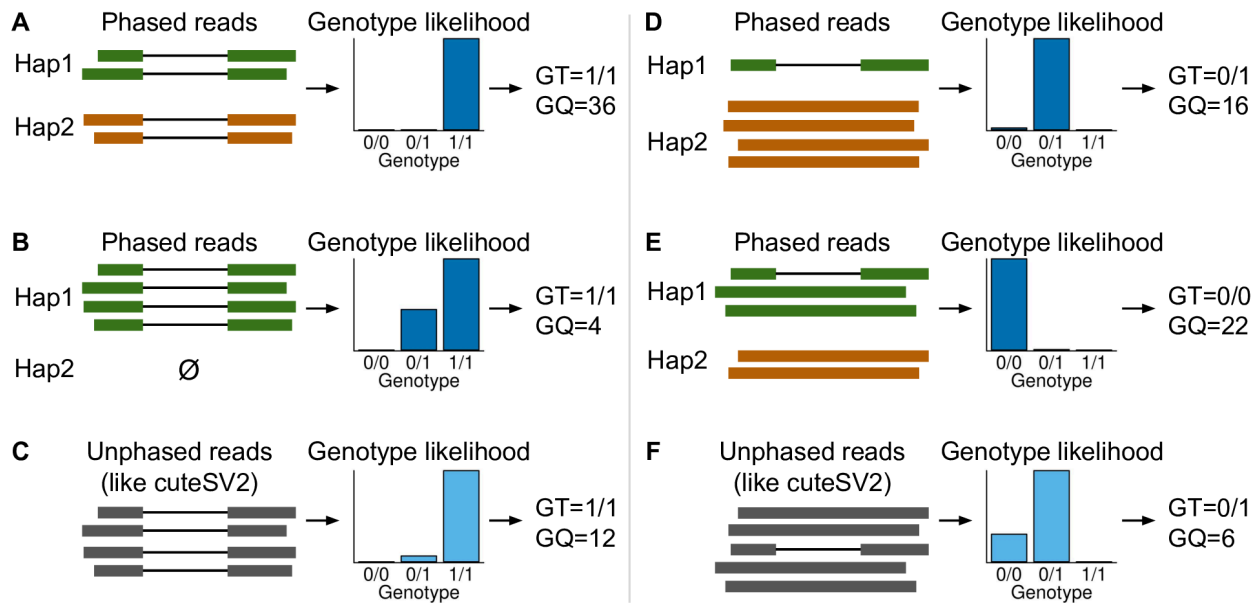 A
Phased reads
Genotype likelihood
Hap1
Hap2
0/0 0/1 1/1
Genotype
GT=1/1
GQ=36
B
Phased reads
Genotype likelihood
Hap1
Hap2
Ø
0/0 0/1 1/1
Genotype
GT=1/1
GQ=4
C
Unphased reads
(like cuteSV2)
Genotype likelihood
0/0 0/1 1/1
Genotype
GT=1/1
GQ=12
D
Phased reads
Genotype likelihood
Hap1
Hap2
0/0 0/1 1/1
Genotype
GT=0/1
GQ=16
E
Phased reads
Genotype likelihood
Hap1
Hap2
0/0 0/1 1/1
Genotype
GT=0/0
GQ=22
F
Unphased reads
(like cuteSV2)
Genotype likelihood
0/0 0/1 1/1
Genotype
GT=0/1
GQ=6